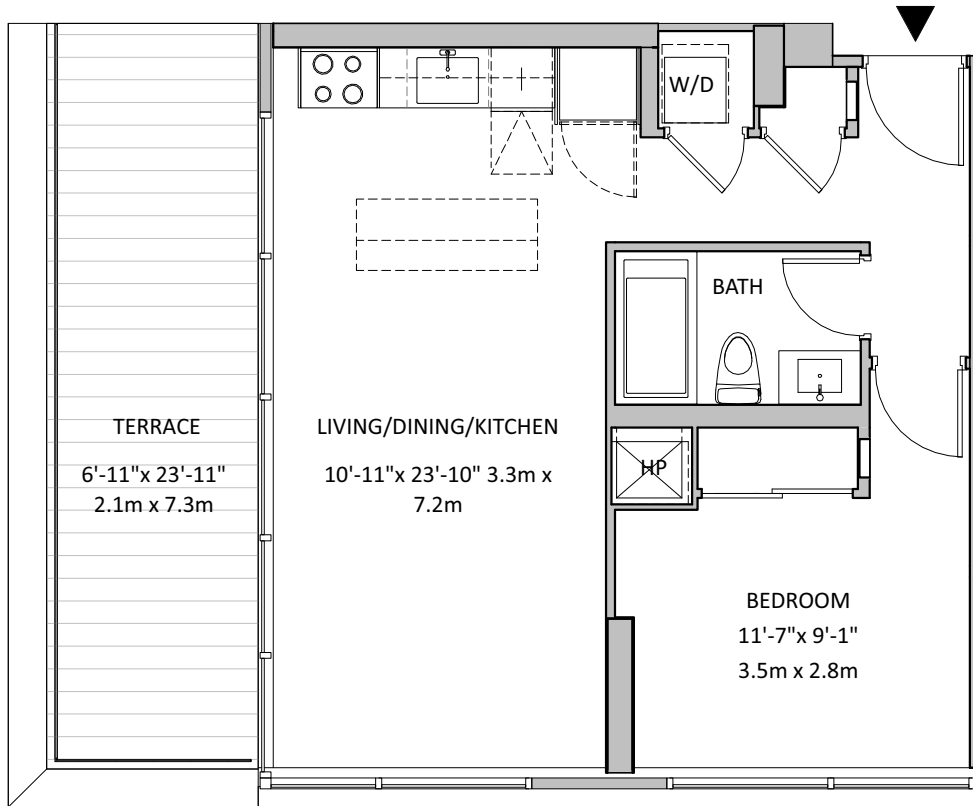 W/D
BATH
TERRACE
6'-11"x 23'-11"
2.1m x 7.3m
LIVING/DINING/KITCHEN
10'-11"x 23'-10" 3.3m x
7.2m
HP
BEDROOM
11'-7"x 9'-1"
3.5m x 2.8m